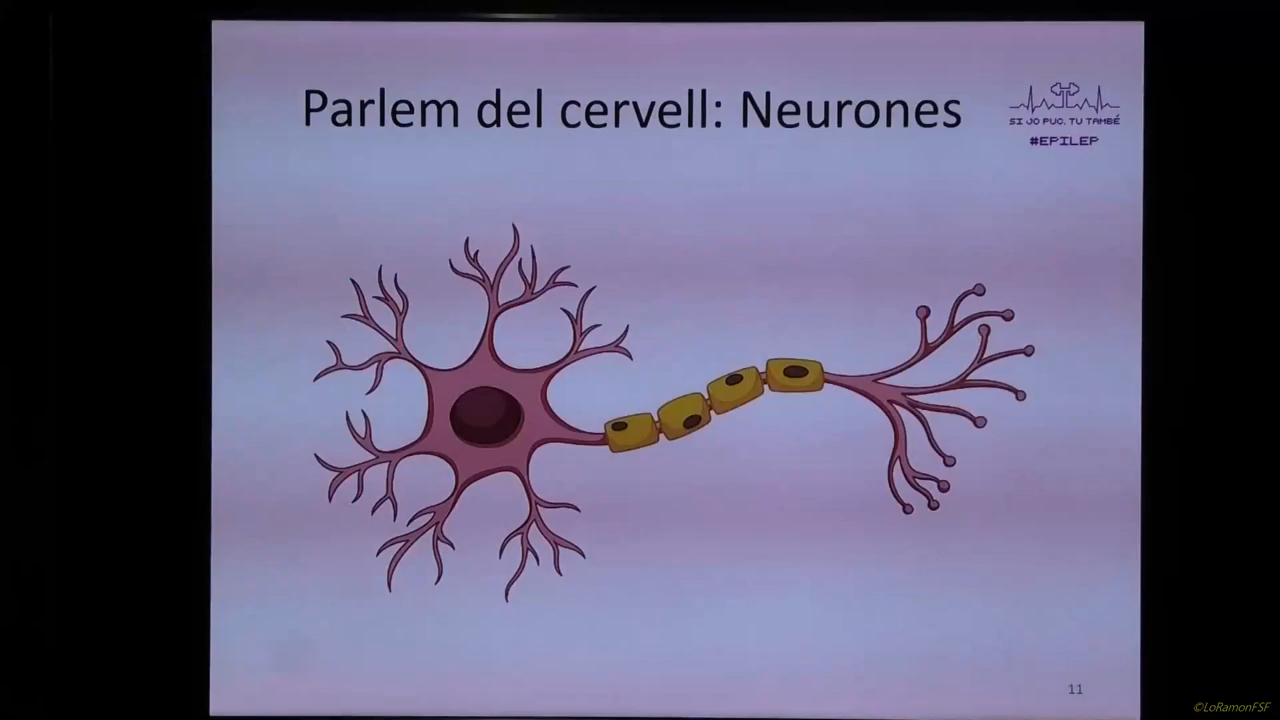 Parlem del cervell: Neurones
SI JO PUC, TU TAMBÉ
#EPILEP
11
©LoRamonFSF